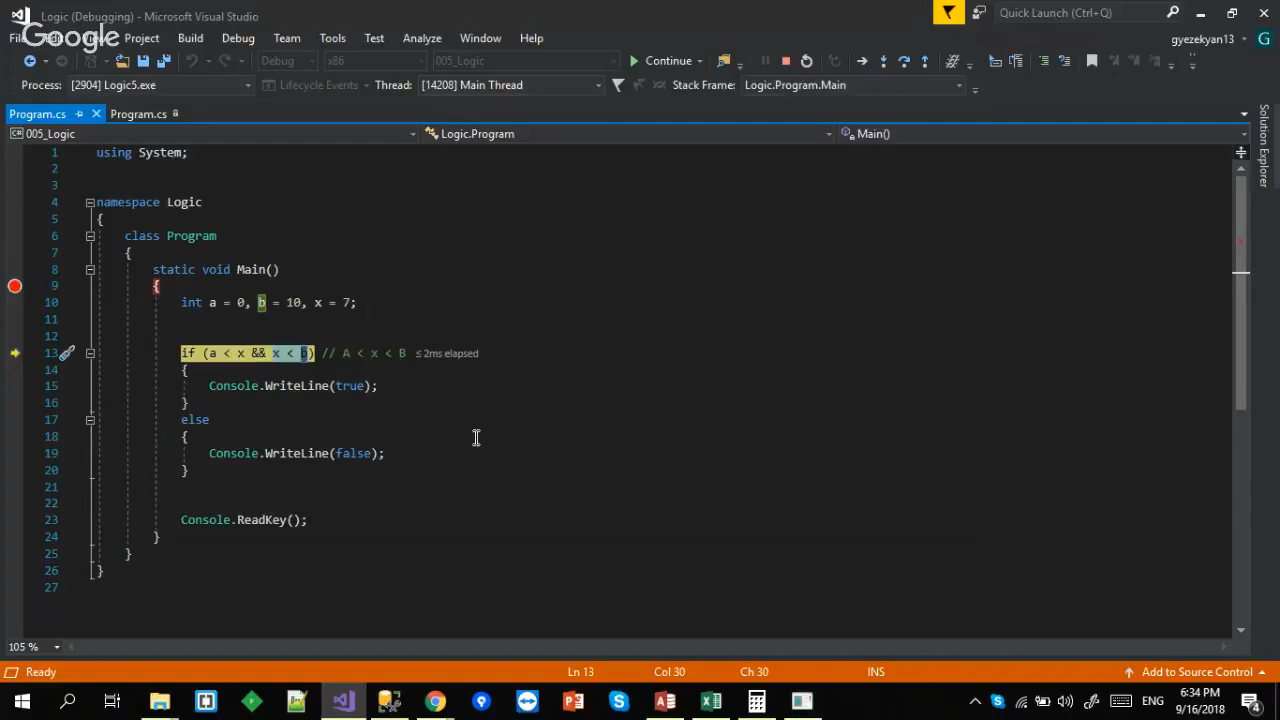 Logic (Debugging) - Microsoft Visual Studio
Quick Launch (Ctrl+Q)
Google
Project Build Debug Team Tools Test Analyze Window Help
gyezekyan13 G
Debug x86 005_Logic Continue
Process: [2904] Logic5.exe Lifecycle Events Thread: [14208] Main Thread Stack Frame: Logic.Program.Main
Program.cs Program.cs
005_Logic Logic.Program Main()
Solution Explorer
1 using System;
2
3
4 namespace Logic
5 {
6 class Program
7 {
8 static void Main()
9 {
10 int a = 0, b = 10, x = 7;
11
12
13 if (a < x && x < b) // A < x < B ≤ 2ms elapsed
14 {
15 Console.WriteLine(true);
16 }
17 else
18 {
19 Console.WriteLine(false);
20 }
21
22
23 Console.ReadKey();
24 }
25 }
26 }
27
105 %
Ready Ln 13 Col 30 Ch 30 INS Add to Source Control
ENG 6:34 PM
9/16/2018 4